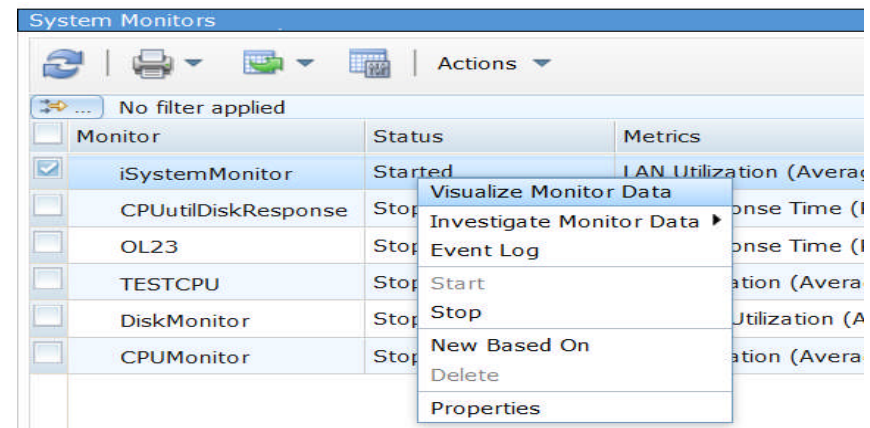 System Monitors
Actions
... No filter applied
Monitor Status Metrics
iSystemMonitor Started LAN Utilization (Averag
Visualize Monitor Data
CPUutilDiskResponse Stop onse Time (I
Investigate Monitor Data
OL23 Stop Event Log onse Time (I
TESTCPU Stop Start ation (Avera
DiskMonitor Stop Stop Utilization (A
New Based On
CPUMonitor Stop ation (Avera
Delete
Properties